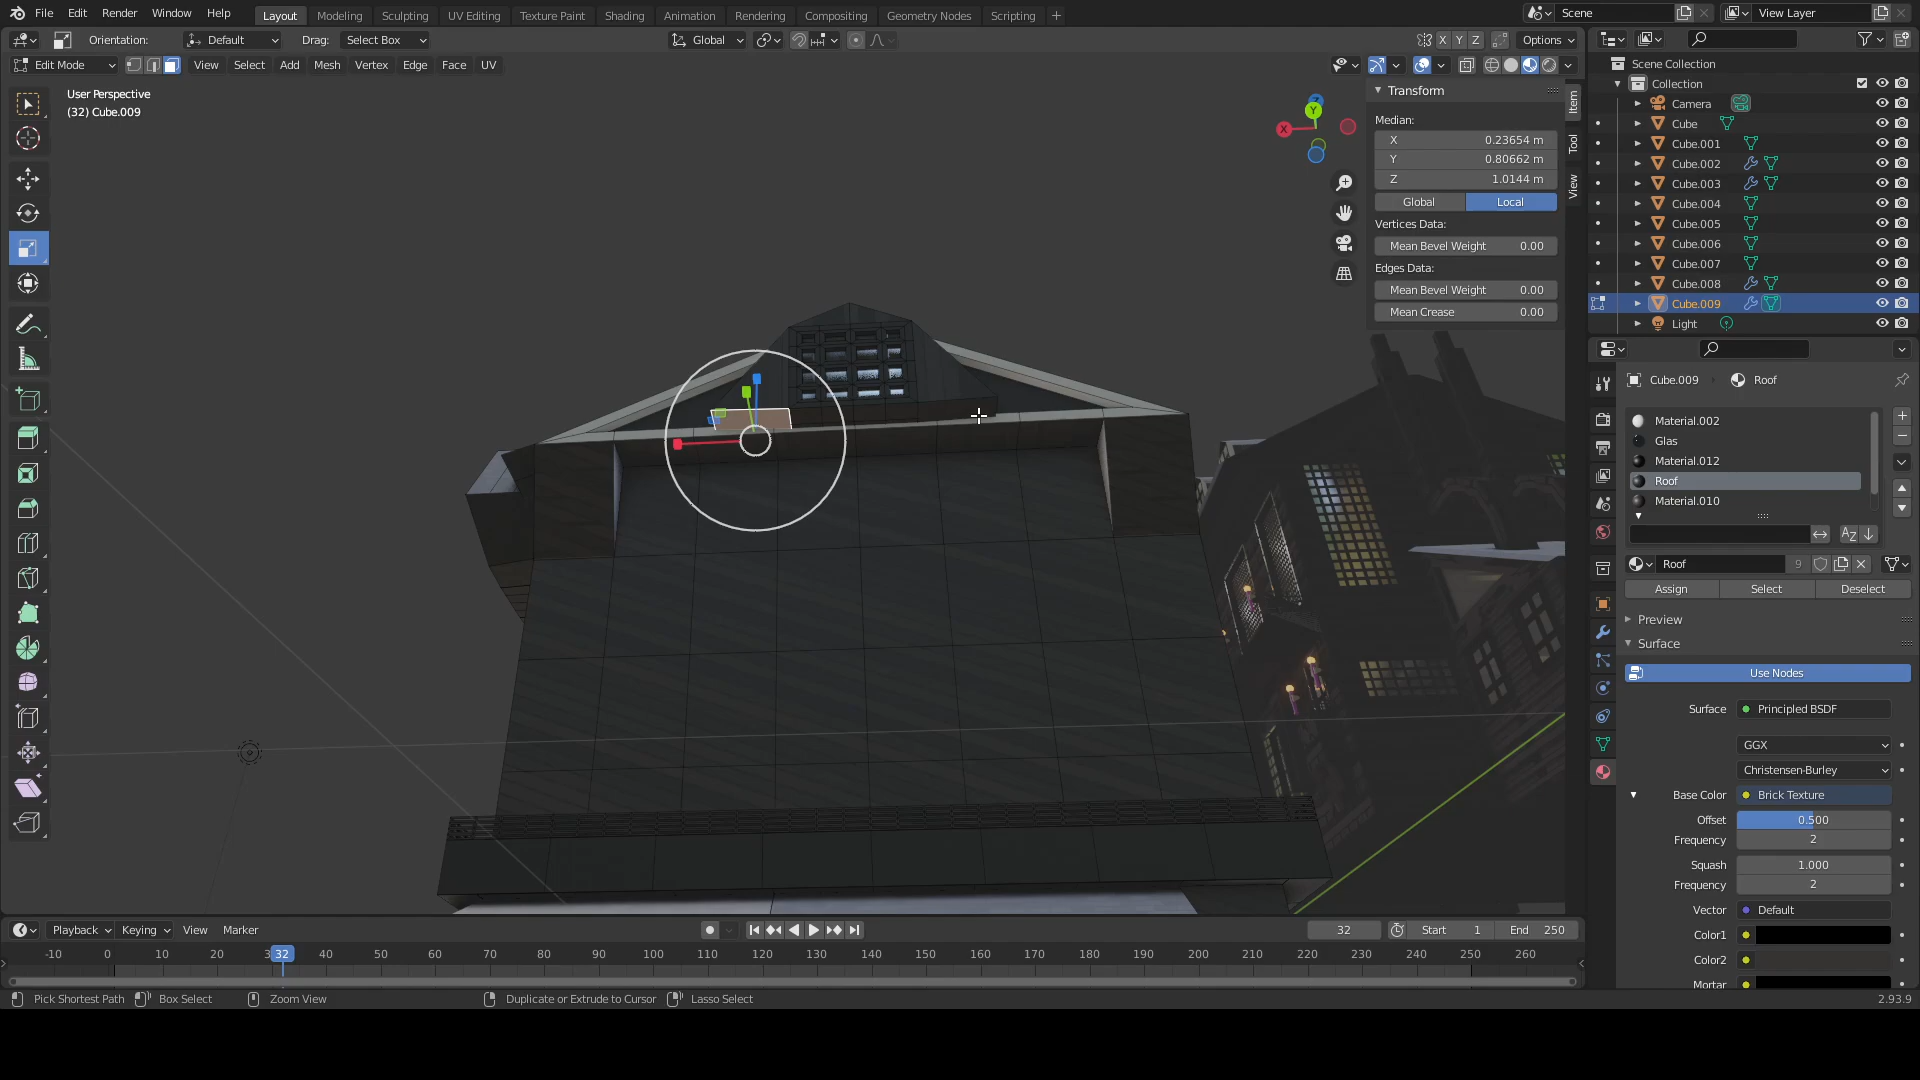 File Edit Render Window Help Layout Modeling Sculpting UV Editing Texture Paint Shading Animation Rendering Compositing Geometry Nodes Scripting + Scene View Layer
Orientation: Default Drag: Select Box Global X Y Z Options
Edit Mode View Select Add Mesh Vertex Edge Face UV
User Perspective
(32) Cube.009
X Y Z
Transform
Median:
X 0.23654 m
Y 0.80662 m
Z 1.0144 m
Global Local
Vertices Data:
Mean Bevel Weight 0.00
Edges Data:
Mean Bevel Weight 0.00
Mean Crease 0.00
Item
Tool
View
Scene Collection
Collection
Camera
Cube
Cube.001
Cube.002
Cube.003
Cube.004
Cube.005
Cube.006
Cube.007
Cube.008
Cube.009
Light
Cube.009 Roof
Material.002
Glas
Material.012
Roof
Material.010
Roof 9
Assign Select Deselect
Preview
Surface
Use Nodes
Surface Principled BSDF
GGX
Christensen-Burley
Base Color Brick Texture
Offset 0.500
Frequency 2
Squash 1.000
Frequency 2
Vector Default
Color1
Color2
Mortar
Playback Keying View Marker 32 Start 1 End 250
-10 0 10 20 3 32 40 50 60 70 80 90 100 110 120 130 140 150 160 170 180 190 200 210 220 230 240 250 260
Pick Shortest Path Box Select Zoom View Duplicate or Extrude to Cursor Lasso Select 2.93.9